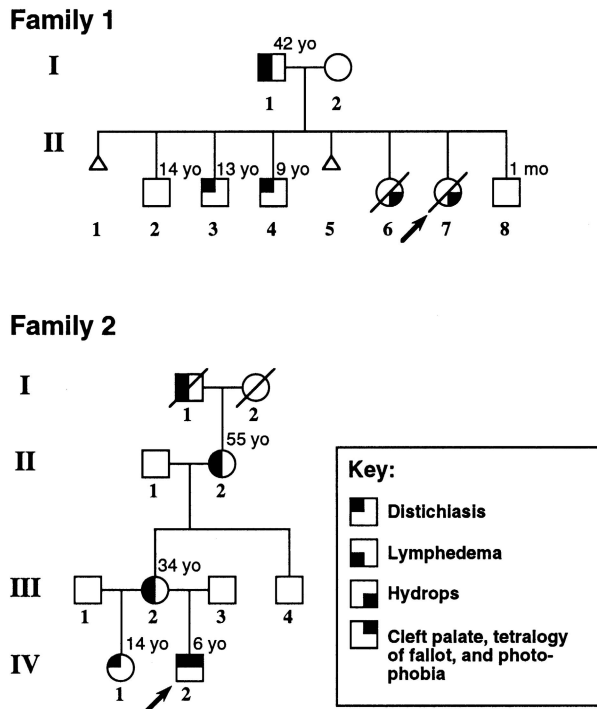 Family 1
42 yo
I
1 2
II
14 yo 13 yo 9 yo 1 mo
1 2 3 4 5 6 7 8
Family 2
I
1 2
55 yo
II
1 2
34 yo
III
1 2 3 4
14 yo 6 yo
IV
1 2
Key:
Distichiasis
Lymphedema
Hydrops
Cleft palate, tetralogy
of fallot, and photo-
phobia